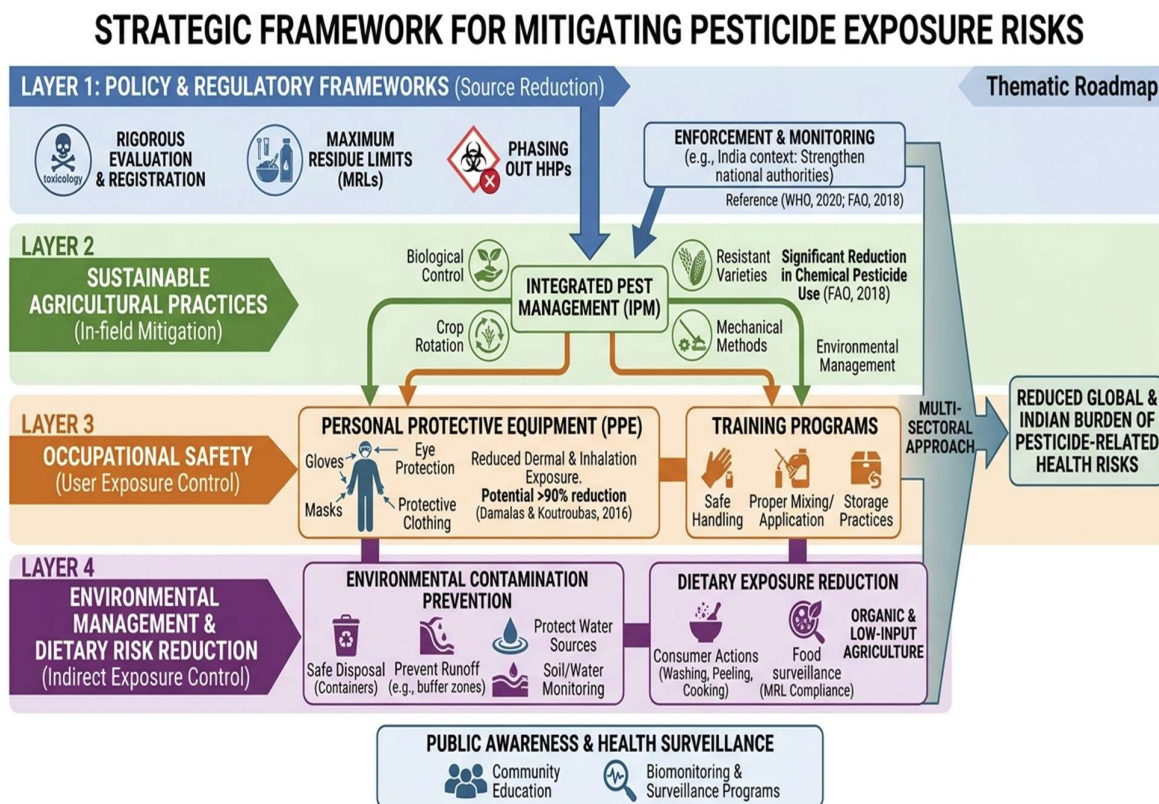 STRATEGIC FRAMEWORK FOR MITIGATING PESTICIDE EXPOSURE RISKS
LAYER 1: POLICY & REGULATORY FRAMEWORKS (Source Reduction)
Thematic Roadmap
toxicology
RIGOROUS
EVALUATION
& REGISTRATION
MAXIMUM
RESIDUE LIMITS
(MRLs)
PHASING
OUT HHPs
ENFORCEMENT & MONITORING
(e.g., India context: Strengthen
national authorities)
Reference (WHO, 2020; FAO, 2018)
LAYER 2
SUSTAINABLE
AGRICULTURAL PRACTICES
(In-field Mitigation)
Biological
Control
Crop
Rotation
INTEGRATED PEST
MANAGEMENT (IPM)
Resistant
Varieties
Significant Reduction
in Chemical Pesticide
Use (FAO, 2018)
Mechanical
Methods
Environmental
Management
LAYER 3
OCCUPATIONAL SAFETY
(User Exposure Control)
PERSONAL PROTECTIVE EQUIPMENT (PPE)
Gloves
Eye
Protection
Masks
Protective
Clothing
Reduced Dermal & Inhalation
Exposure.
Potential >90% reduction
(Damalas & Koutroubas, 2016)
TRAINING PROGRAMS
Safe
Handling
Proper Mixing/
Application
Storage
Practices
MULTI-
SECTORAL
APPROACH
REDUCED GLOBAL &
INDIAN BURDEN OF
PESTICIDE-RELATED
HEALTH RISKS
LAYER 4
ENVIRONMENTAL
MANAGEMENT &
DIETARY RISK REDUCTION
(Indirect Exposure Control)
ENVIRONMENTAL CONTAMINATION
PREVENTION
Safe Disposal
(Containers)
Prevent Runoff
(e.g., buffer zones)
Protect Water
Sources
Soil/Water
Monitoring
DIETARY EXPOSURE REDUCTION
Consumer Actions
(Washing, Peeling,
Cooking)
Food
surveillance
(MRL Compliance)
ORGANIC &
LOW-INPUT
AGRICULTURE
PUBLIC AWARENESS & HEALTH SURVEILLANCE
Community
Education
Biomonitoring &
Surveillance Programs